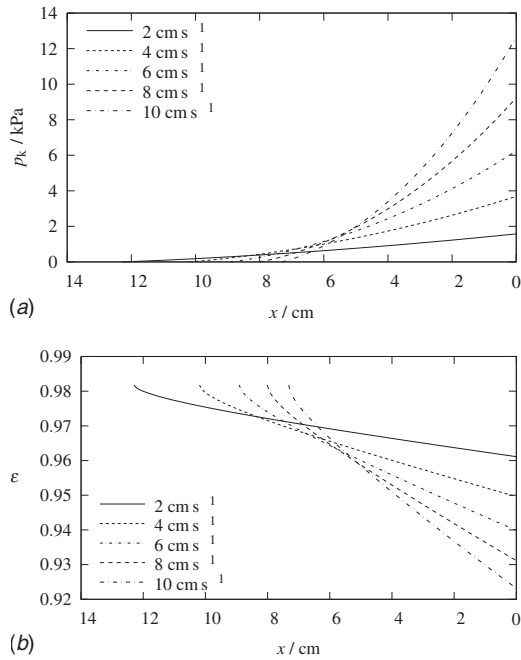 14
12
10
8
6
4
2
0
pk / kPa
2 cm s 1
4 cm s 1
6 cm s 1
8 cm s 1
10 cm s 1
14 12 10 8 6 4 2 0
(a)
x / cm
0.99
0.98
0.97
0.96
0.95
0.94
0.93
0.92
ε
2 cm s 1
4 cm s 1
6 cm s 1
8 cm s 1
10 cm s 1
14 12 10 8 6 4 2 0
(b)
x / cm